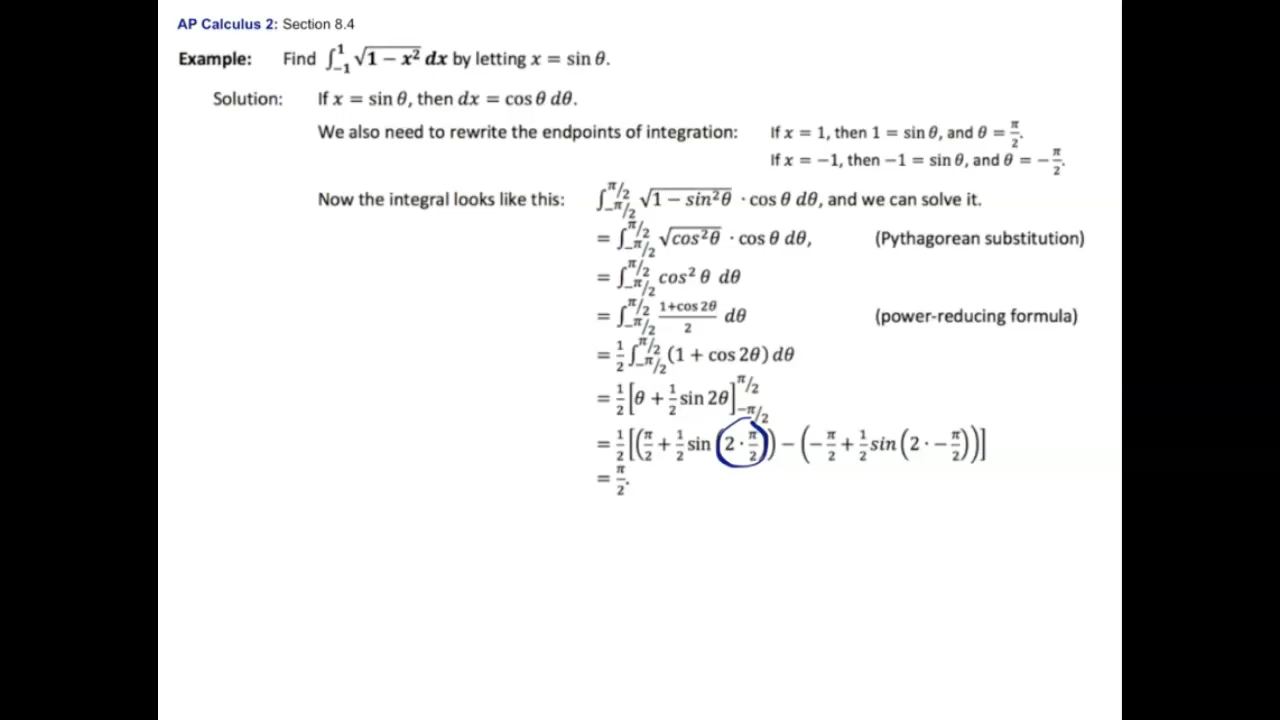 AP Calculus 2: Section 8.4
Example: Find ∫₋₁¹ √(1 − x²) dx by letting x = sin θ.
Solution: If x = sin θ, then dx = cos θ dθ.
We also need to rewrite the endpoints of integration: If x = 1, then 1 = sin θ, and θ = π/2.
If x = −1, then −1 = sin θ, and θ = −π/2.
Now the integral looks like this: ∫_{−π/2}^{π/2} √(1 − sin²θ) · cos θ dθ, and we can solve it.
= ∫_{−π/2}^{π/2} √(cos²θ) · cos θ dθ, (Pythagorean substitution)
= ∫_{−π/2}^{π/2} cos² θ dθ
= ∫_{−π/2}^{π/2} (1+cos 2θ)/2 dθ (power-reducing formula)
= 1/2 ∫_{−π/2}^{π/2} (1 + cos 2θ) dθ
= 1/2 [θ + 1/2 sin 2θ]_{−π/2}^{π/2}
= 1/2 [(π/2 + 1/2 sin (2 · π/2)) − (−π/2 + 1/2 sin (2 · −π/2))]
= π/2.